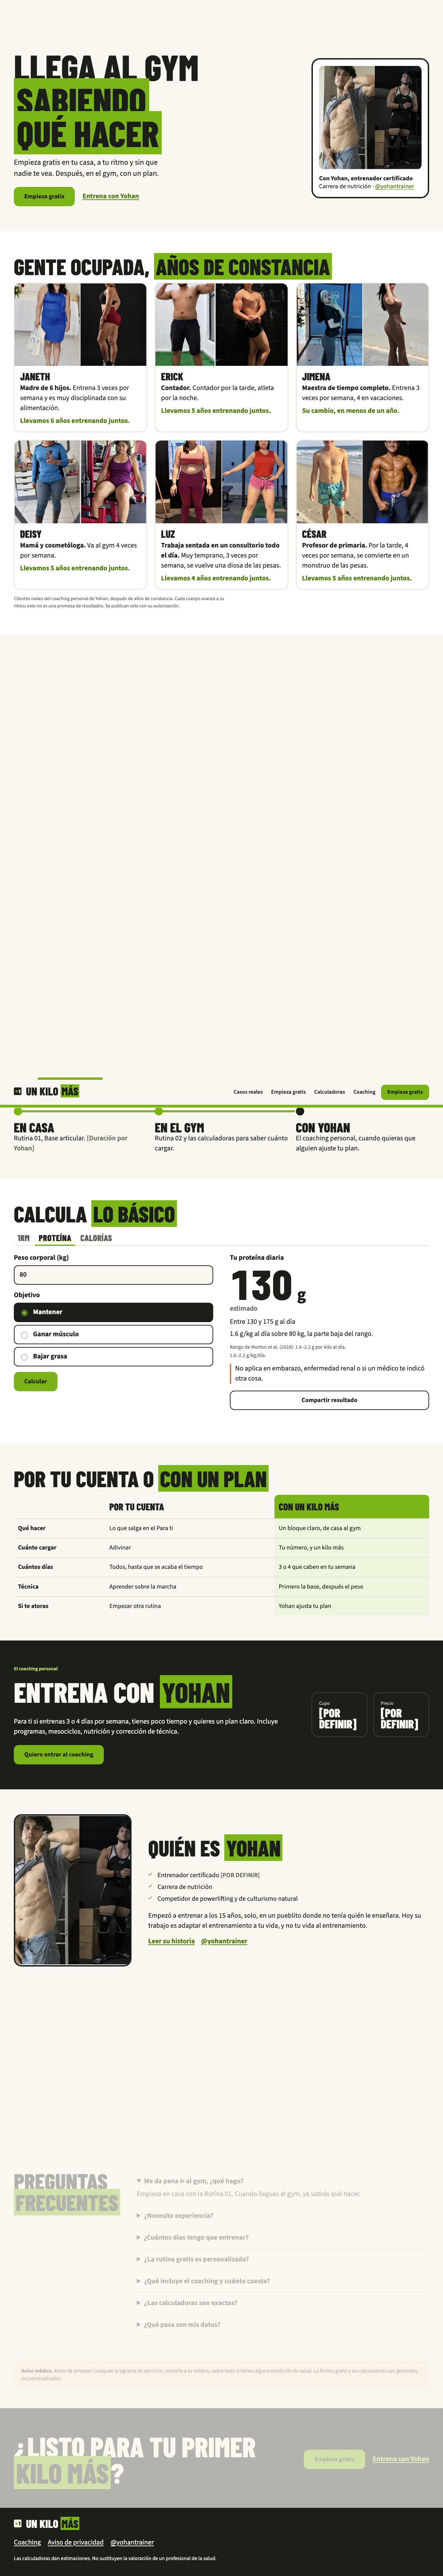 LLEGA AL GYM
SABIENDO
QUÉ HACER
Empieza gratis en tu casa, a tu ritmo y sin que
nadie te vea. Después, en el gym, con un plan.
Empieza gratis
Entrena con Yohan
Con Yohan, entrenador certificado
Carrera de nutrición · @yohantrainer
GENTE OCUPADA, AÑOS DE CONSTANCIA
JANETH
Madre de 6 hijos. Entrena 3 veces por
semana y es muy disciplinada con su
alimentación.
Llevamos 6 años entrenando juntos.
ERICK
Contador. Contador por la tarde, atleta
por la noche.
Llevamos 5 años entrenando juntos.
JIMENA
Maestra de tiempo completo. Entrena 3
veces por semana, 4 en vacaciones.
Su cambio, en menos de un año.
DEISY
Mamá y cosmetóloga. Va al gym 4 veces
por semana.
Llevamos 5 años entrenando juntos.
LUZ
Trabaja sentada en un consultorio todo
el día. Muy temprano, 3 veces por
semana, se vuelve una diosa de las pesas.
Llevamos 4 años entrenando juntos.
CÉSAR
Profesor de primaria. Por la tarde, 4
veces por semana, se convierte en un
monstruo de las pesas.
Llevamos 5 años entrenando juntos.
Clientes reales del coaching personal de Yohan, después de años de constancia. Cada cuerpo avanza a su
ritmo; esto no es una promesa de resultados. Se publican solo con su autorización.
UN KILO MÁS
Casos reales
Empieza gratis
Calculadoras
Coaching
Empieza gratis
EN CASA
Rutina 01, Base articular. [Duración por
Yohan]
EN EL GYM
Rutina 02 y las calculadoras para saber cuánto
cargar.
CON YOHAN
El coaching personal, cuando quieras que
alguien ajuste tu plan.
CALCULA LO BÁSICO
1RM
PROTEÍNA
CALORÍAS
Peso corporal (kg)
80
Objetivo
Mantener
Ganar músculo
Bajar grasa
Calcular
Tu proteína diaria
130 g
estimado
Entre 130 y 175 g al día
1.6 g/kg al día sobre 80 kg, la parte baja del rango.
Rango de Morton et al. (2018): 1.6–2.2 g por kilo al día.
1.6–2.2 g/kg/día.
No aplica en embarazo, enfermedad renal o si un médico te indicó
otra cosa.
Compartir resultado
POR TU CUENTA O CON UN PLAN
POR TU CUENTA
CON UN KILO MÁS
Qué hacer
Lo que salga en el Para ti
Un bloque claro, de casa al gym
Cuánto cargar
Adivinar
Tu número, y un kilo más
Cuántos días
Todos, hasta que se acaba el tiempo
3 o 4 que caben en tu semana
Técnica
Aprender sobre la marcha
Primero la base, después el peso
Si te atoras
Empezar otra rutina
Yohan ajusta tu plan
El coaching personal
ENTRENA CON YOHAN
Para ti si entrenas 3 o 4 días por semana, tienes poco tiempo y quieres un plan claro. Incluye
programas, mesociclos, nutrición y corrección de técnica.
Quiero entrar al coaching
Cupo
[POR
DEFINIR]
Precio
[POR
DEFINIR]
QUIÉN ES YOHAN
Entrenador certificado [POR DEFINIR]
Carrera de nutrición
Competidor de powerlifting y de culturismo natural
Empezó a entrenar a los 15 años, solo, en un pueblito donde no tenía quién le enseñara. Hoy su
trabajo es adaptar el entrenamiento a tu vida, y no tu vida al entrenamiento.
Leer su historia
@yohantrainer
PREGUNTAS
FRECUENTES
Me da pena ir al gym, ¿qué hago?
Empieza en casa con la Rutina 01. Cuando llegues al gym, ya sabrás qué hacer.
¿Necesito experiencia?
¿Cuántos días tengo que entrenar?
¿La rutina gratis es personalizada?
¿Qué incluye el coaching y cuánto cuesta?
¿Las calculadoras son exactas?
¿Qué pasa con mis datos?
Aviso médico. Antes de empezar cualquier programa de ejercicio, consulta a tu médico, sobre todo si tienes alguna condición de salud. La Rutina gratis y las calculadoras son generales,
no personalizadas.
¿LISTO PARA TU PRIMER
KILO MÁS?
Empieza gratis
Entrena con Yohan
UN KILO MÁS
Coaching
Aviso de privacidad
@yohantrainer
Las calculadoras dan estimaciones. No sustituyen la valoración de un profesional de la salud.